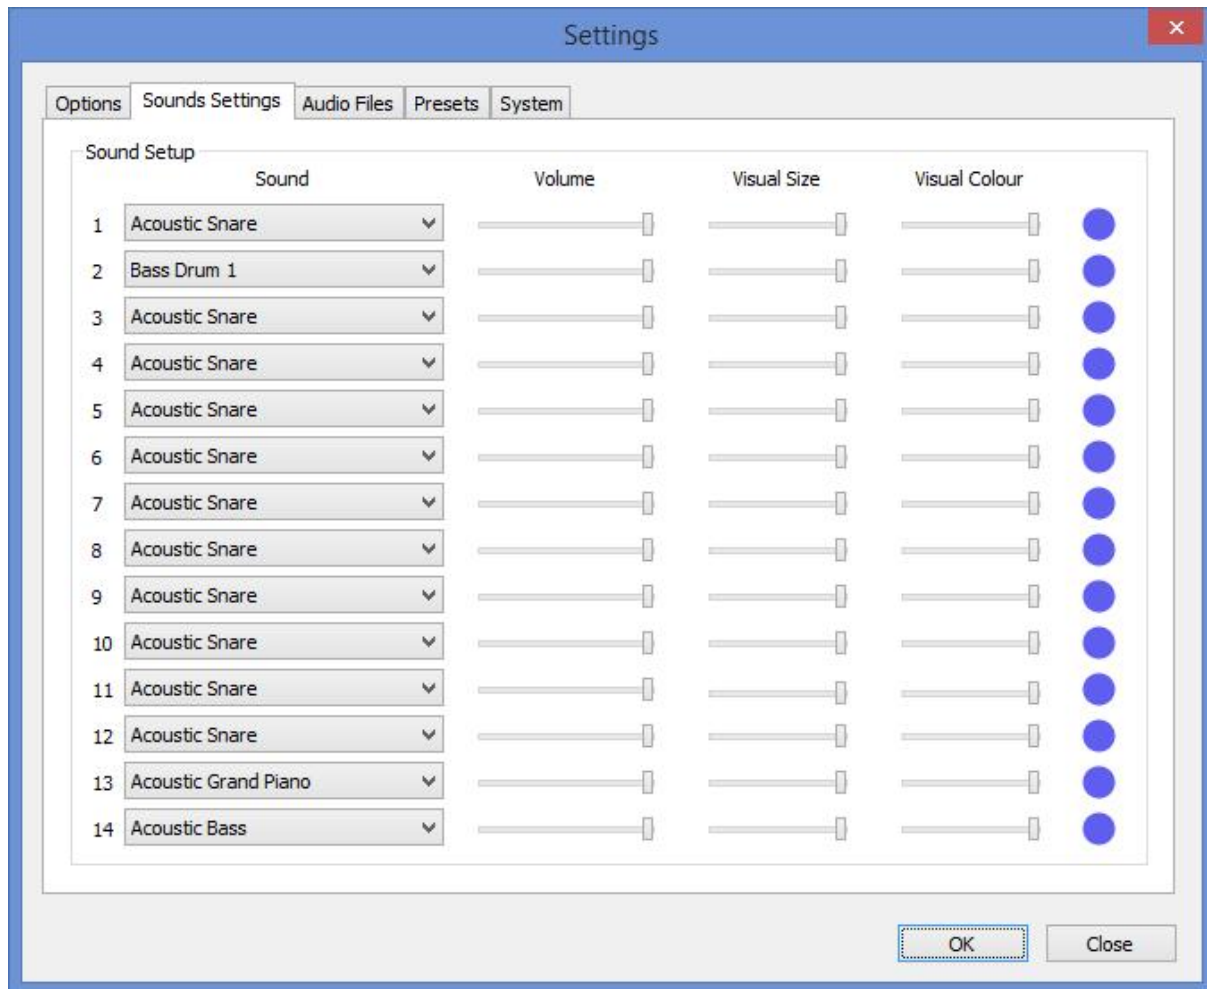 Settings
Options Sounds Settings Audio Files Presets System
Sound Setup
Sound Volume Visual Size Visual Colour
1 Acoustic Snare
2 Bass Drum 1
3 Acoustic Snare
4 Acoustic Snare
5 Acoustic Snare
6 Acoustic Snare
7 Acoustic Snare
8 Acoustic Snare
9 Acoustic Snare
10 Acoustic Snare
11 Acoustic Snare
12 Acoustic Snare
13 Acoustic Grand Piano
14 Acoustic Bass
OK Close